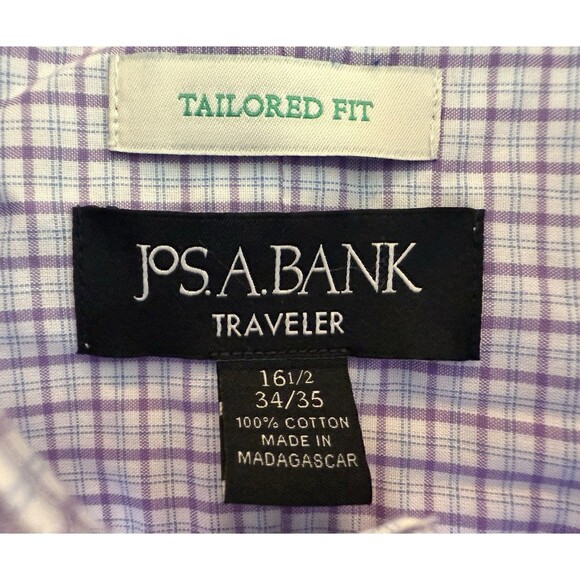 TAILORED FIT
JoS. A. BANK
TRAVELER
16 1/2
34/35
100% COTTON
MADE IN
MADAGASCAR